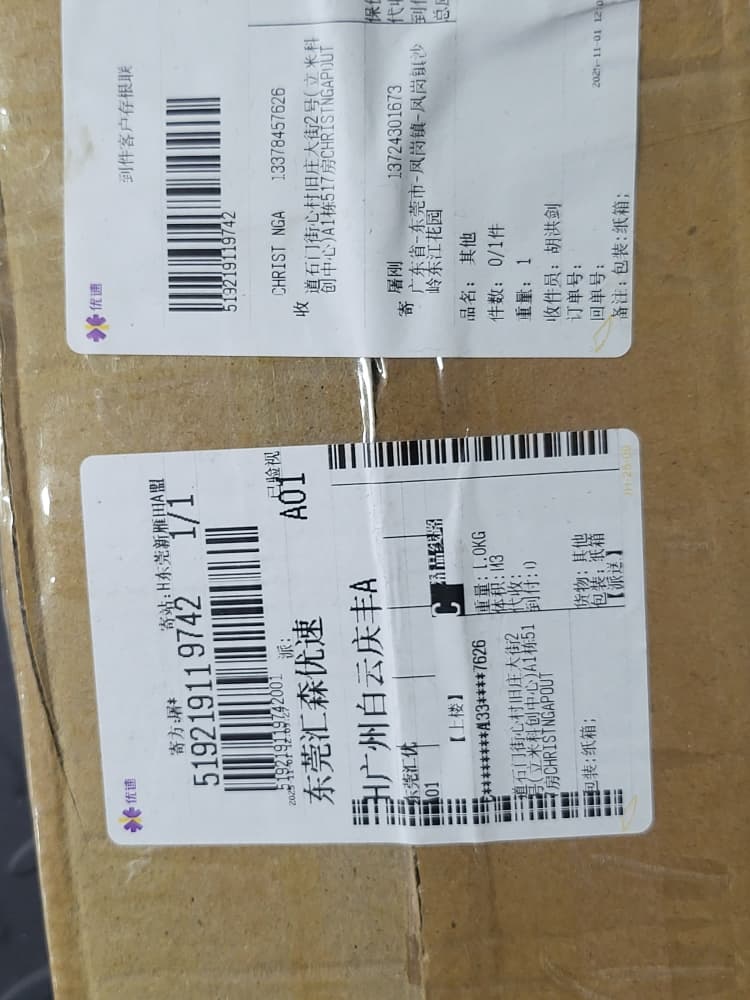 优速
寄站:H东莞新雁田A盟
寄方:屠*
519219119742 1/1
519219119742001
派:
已验视
东莞汇森优速
A01
H广州白云庆丰A
东莞汇优
A01
C
【上楼】
C********A33****7626
道石门街心村旧庄大街2
号(立米科创中心)A1栋51
7房CHRISTNGAPOUT
重量:1.0KG
体积:M3
代收:
到付:0
货物:其他
包装:纸箱
【派送】
包装:纸箱;
优速
到件客户存根联
519219119742
收
CHRIST NGA 13378457626
道石门街心村旧庄大街2号(立米科
创中心)A1栋517房CHRISTNGAPOUT
寄
屠刚 13724301673
广东省-东莞市-凤岗镇-凤岗镇沙
岭东江花园
品名: 其他
件数: 0/1件
重量: 1
收件员: 胡洪剑
订单号:
回单号:
备注:包装:纸箱;